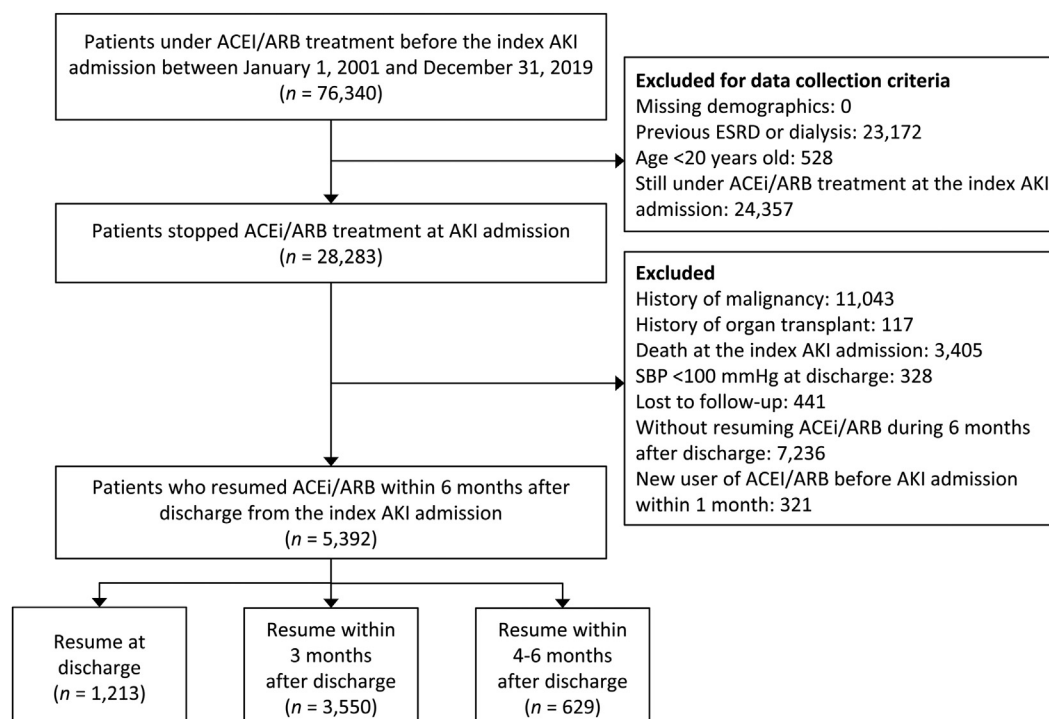 Patients under ACEI/ARB treatment before the index AKI
admission between January 1, 2001 and December 31, 2019
(n = 76,340)
Excluded for data collection criteria
Missing demographics: 0
Previous ESRD or dialysis: 23,172
Age <20 years old: 528
Still under ACEi/ARB treatment at the index AKI
admission: 24,357
Patients stopped ACEi/ARB treatment at AKI admission
(n = 28,283)
Excluded
History of malignancy: 11,043
History of organ transplant: 117
Death at the index AKI admission: 3,405
SBP <100 mmHg at discharge: 328
Lost to follow-up: 441
Without resuming ACEi/ARB during 6 months
after discharge: 7,236
New user of ACEI/ARB before AKI admission
within 1 month: 321
Patients who resumed ACEi/ARB within 6 months after
discharge from the index AKI admission
(n = 5,392)
Resume at
discharge
(n = 1,213)
Resume within
3 months
after discharge
(n = 3,550)
Resume within
4-6 months
after discharge
(n = 629)